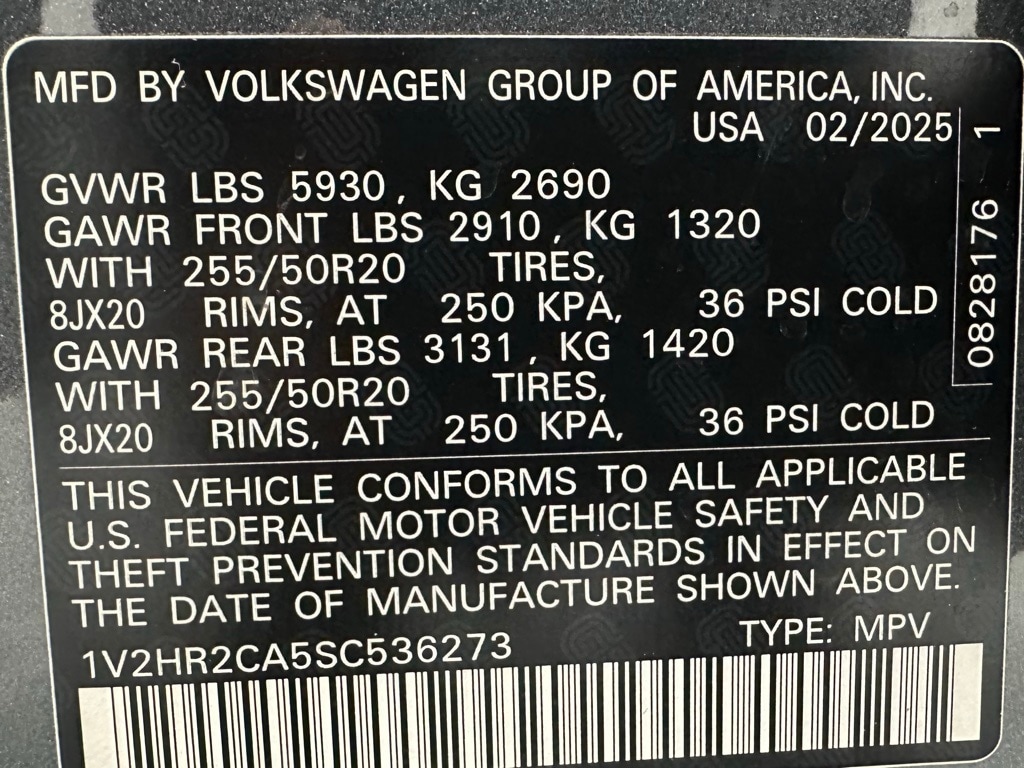 MFD BY VOLKSWAGEN GROUP OF AMERICA, INC.
USA 02/2025
GVWR LBS 5930, KG 2690
GAWR FRONT LBS 2910, KG 1320
WITH 255/50R20 TIRES,
8JX20 RIMS, AT 250 KPA, 36 PSI COLD
GAWR REAR LBS 3131, KG 1420
WITH 255/50R20 TIRES,
8JX20 RIMS, AT 250 KPA, 36 PSI COLD
0828176 1
THIS VEHICLE CONFORMS TO ALL APPLICABLE
U.S. FEDERAL MOTOR VEHICLE SAFETY AND
THEFT PREVENTION STANDARDS IN EFFECT ON
THE DATE OF MANUFACTURE SHOWN ABOVE.
1V2HR2CA5SC536273 TYPE: MPV